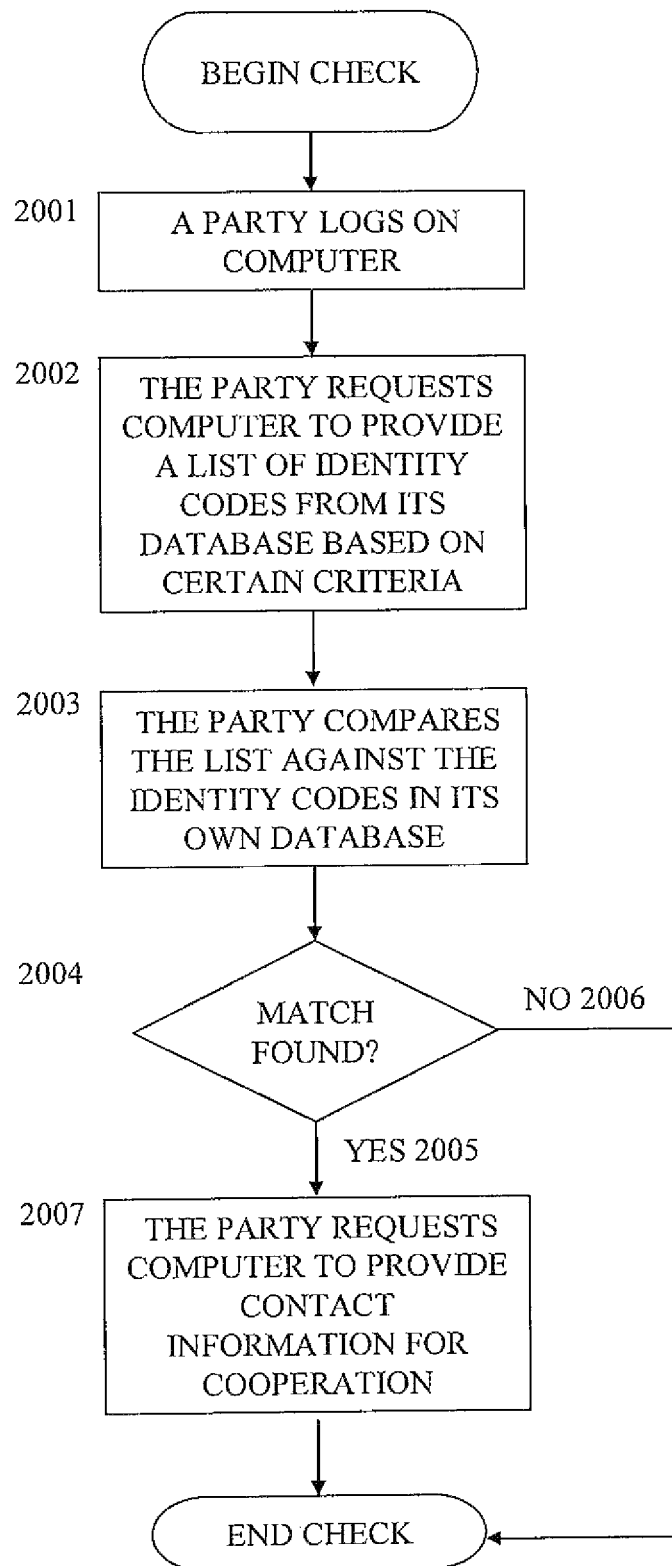 BEGIN CHECK
2001
A PARTY LOGS ON
COMPUTER
2002
THE PARTY REQUESTS
COMPUTER TO PROVIDE
A LIST OF IDENTITY
CODES FROM ITS
DATABASE BASED ON
CERTAIN CRITERIA
2003
THE PARTY COMPARES
THE LIST AGAINST THE
IDENTITY CODES IN ITS
OWN DATABASE
2004
MATCH
FOUND?
NO 2006
YES 2005
2007
THE PARTY REQUESTS
COMPUTER TO PROVIDE
CONTACT
INFORMATION FOR
COOPERATION
END CHECK